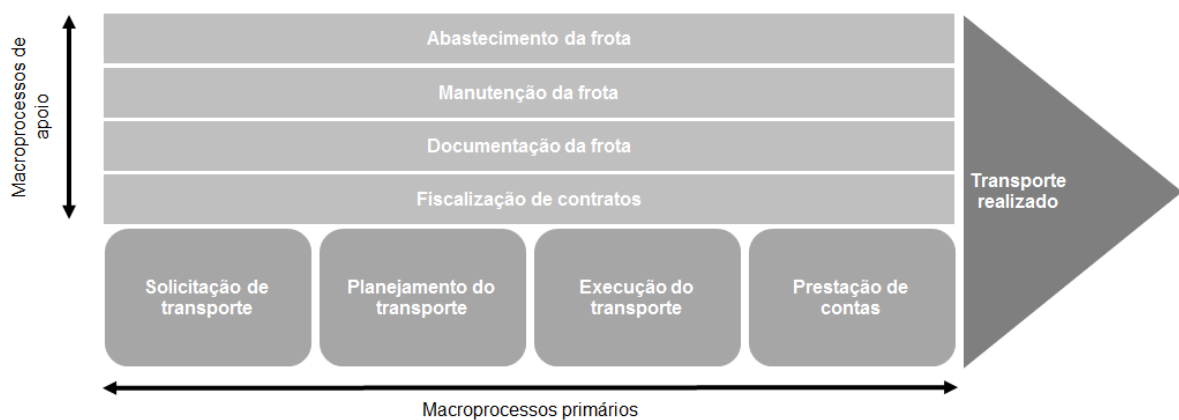 Macroprocessos de
apoio
Abastecimento da frota
Manutenção da frota
Documentação da frota
Fiscalização de contratos
Solicitação de
transporte
Planejamento do
transporte
Execução do
transporte
Prestação de
contas
Transporte
realizado
Macroprocessos primários